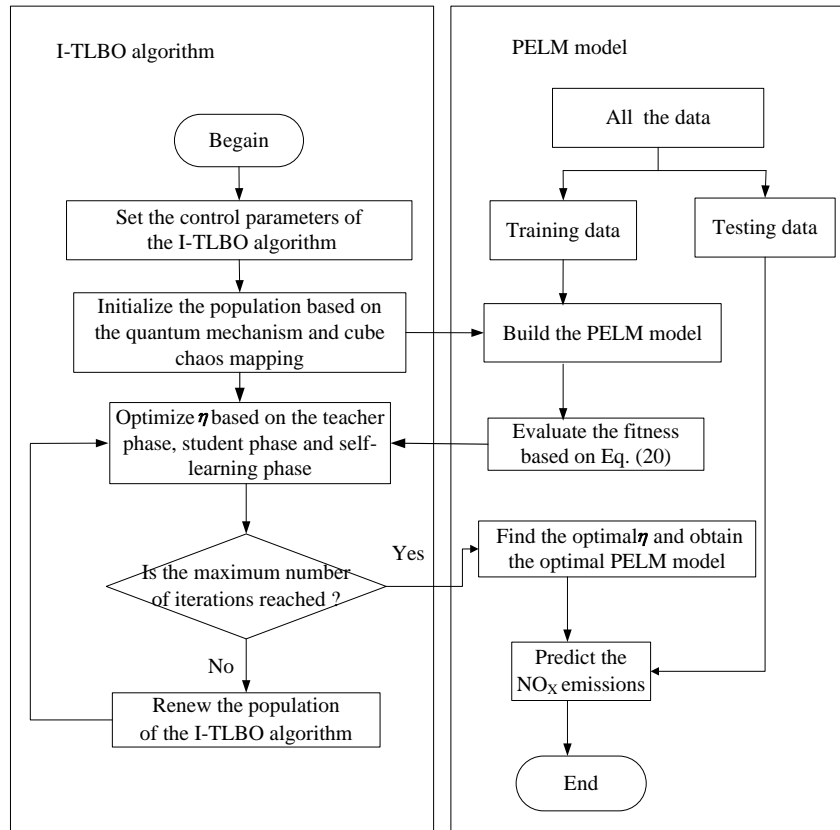 I-TLBO algorithm
Begain
Set the control parameters of
the I-TLBO algorithm
Initialize the population based on
the quantum mechanism and cube
chaos mapping
Optimize η based on the teacher
phase, student phase and self-
learning phase
Is the maximum number
of iterations reached ?
Yes
No
Renew the population
of the I-TLBO algorithm
PELM model
All the data
Training data
Testing data
Build the PELM model
Evaluate the fitness
based on Eq. (20)
Find the optimal η and obtain
the optimal PELM model
Predict the
NOX emissions
End